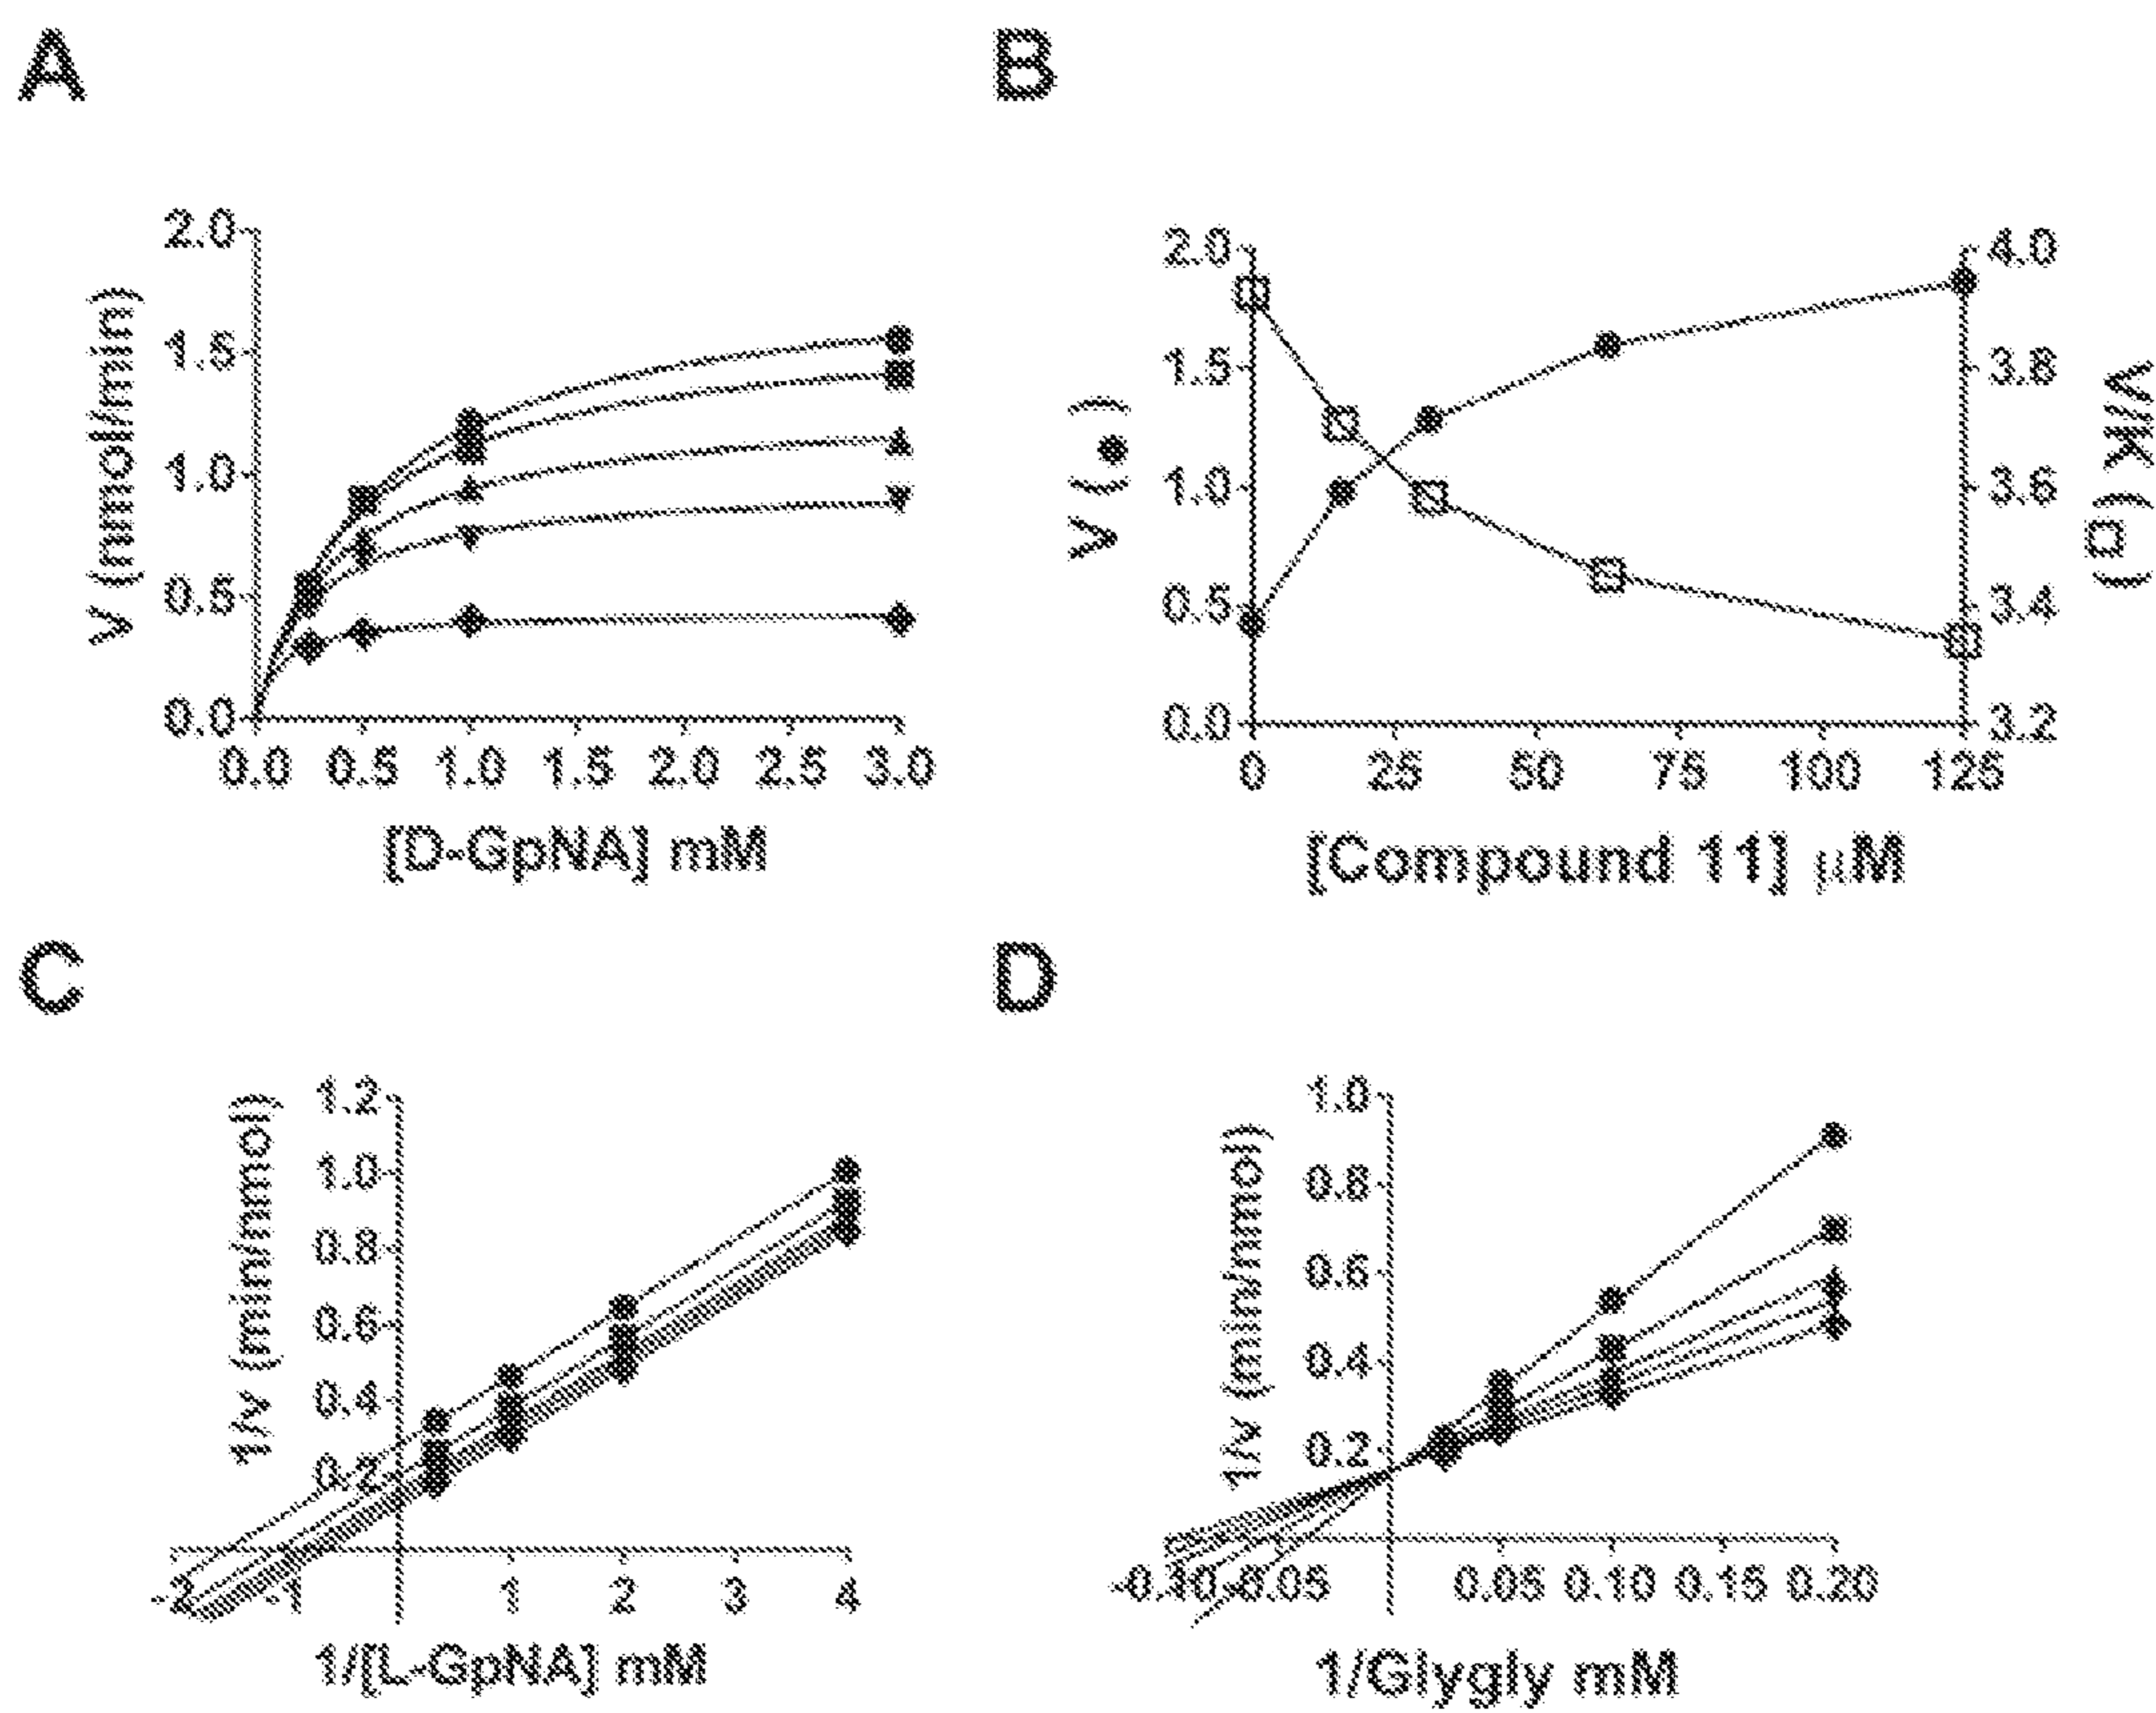 A
V (nmol/min)
2.0
1.5
1.0
0.5
0.0
0.0 0.5 1.0 1.5 2.0 2.5 3.0
[D-GpNA] mM
B
V (●)
2.0
1.5
1.0
0.5
0.0
4.0
3.8
3.6
3.4
3.2
V/K (□)
0 25 50 75 100 125
[Compound 11] μM
C
1/v (min/nmol)
1.2
1.0
0.8
0.6
0.4
0.2
-2 -1 1 2 3 4
1/[L-GpNA] mM
D
1/v (min/nmol)
1.0
0.8
0.6
0.4
0.2
-0.10 -0.05 0.05 0.10 0.15 0.20
1/Glygly mM